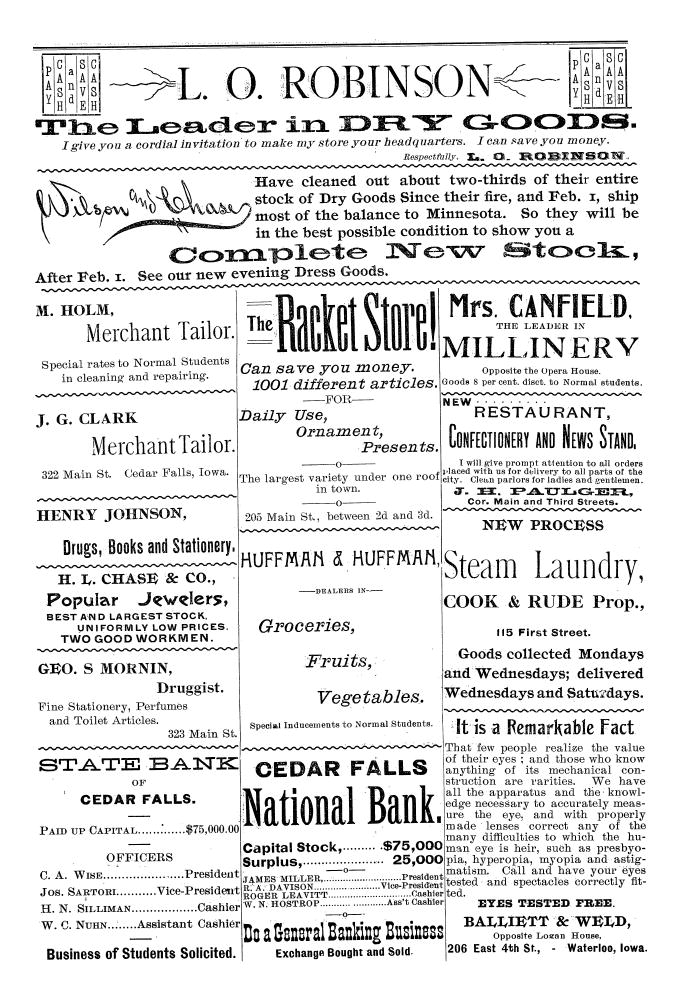 PAY CASH and SAVE CASH
L. O. ROBINSON
PAY CASH and SAVE CASH
The Leader in DRY GOODS.
I give you a cordial invitation to make my store your headquarters. I can save you money.
Respectfully. L. O. ROBINSON.
Wilson and Chase
Have cleaned out about two-thirds of their entire
stock of Dry Goods Since their fire, and Feb. 1, ship
most of the balance to Minnesota. So they will be
in the best possible condition to show you a
Complete New Stock,
After Feb. 1. See our new evening Dress Goods.
M. HOLM,
Merchant Tailor.
Special rates to Normal Students
in cleaning and repairing.
J. G. CLARK
Merchant Tailor.
322 Main St. Cedar Falls, Iowa.
HENRY JOHNSON,
Drugs, Books and Stationery.
H. L. CHASE & CO.,
Popular Jewelers,
BEST AND LARGEST STOCK,
UNIFORMLY LOW PRICES.
TWO GOOD WORKMEN.
GEO. S MORNIN,
Druggist.
Fine Stationery, Perfumes
and Toilet Articles.
323 Main St.
STATE BANK
OF
CEDAR FALLS.
PAID UP CAPITAL............$75,000.00
OFFICERS
C. A. WISE....................President
JOS. SARTORI..........Vice-President
H. N. SILLIMAN................Cashier
W. C. NUHN........Assistant Cashier
Business of Students Solicited.
The Racket Store!
Can save you money.
1001 different articles.
—FOR—
Daily Use,
Ornament,
Presents.
—o—
The largest variety under one roof
in town.
—o—
205 Main St., between 2d and 3d.
HUFFMAN & HUFFMAN,
—DEALERS IN—
Groceries,
Fruits,
Vegetables.
Special Inducements to Normal Students.
CEDAR FALLS
National Bank.
Capital Stock,......... $75,000
Surplus,...................... 25,000
—o—
JAMES MILLER,......................President
R. A. DAVISON..................Vice-President
ROGER LEAVITT.......................Cashier
W. N. HOSTROP,.................Ass't Cashier
—o—
Do a General Banking Business
Exchange Bought and Sold.
Mrs. CANFIELD,
THE LEADER IN
MILLINERY
Opposite the Opera House.
Goods 8 per cent. disct. to Normal students.
NEW.........
RESTAURANT,
CONFECTIONERY AND NEWS STAND,
I will give prompt attention to all orders
placed with us for delivery to all parts of the
city. Clean parlors for ladies and gentlemen.
J. H. PAULGER,
Cor. Main and Third Streets.
NEW PROCESS
Steam Laundry,
COOK & RUDE Prop.,
115 First Street.
Goods collected Mondays
and Wednesdays; delivered
Wednesdays and Saturdays.
It is a Remarkable Fact
That few people realize the value
of their eyes ; and those who know
anything of its mechanical con-
struction are rarities. We have
all the apparatus and the knowl-
edge necessary to accurately meas-
ure the eye, and with properly
made lenses correct any of the
many difficulties to which the hu-
man eye is heir, such as presbyo-
pia, hyperopia, myopia and astig-
matism. Call and have your eyes
tested and spectacles correctly fit-
ted.
EYES TESTED FREE.
BALLIETT & WELD,
Opposite Logan House,
206 East 4th St., - Waterloo, Iowa.